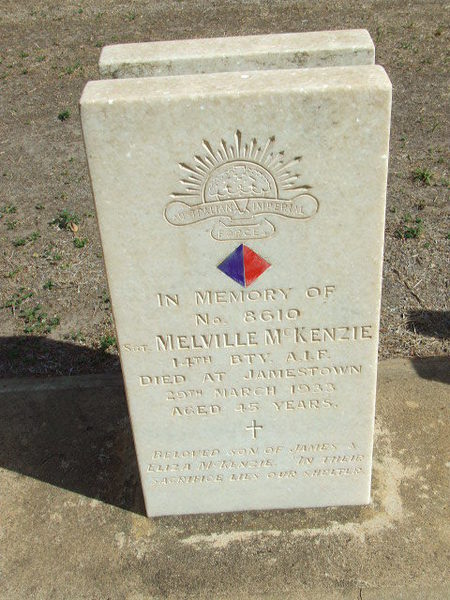 AUSTRALIAN IMPERIAL
FORCE
IN MEMORY OF
No. 8610
SGT. MELVILLE McKENZIE
14TH BTY. A.I.F.
DIED AT JAMESTOWN
29TH MARCH 1933
AGED 45 YEARS.
BELOVED SON OF JAMES &
ELIZA McKENZIE. IN THEIR
SACRIFICE LIES OUR SHELTER